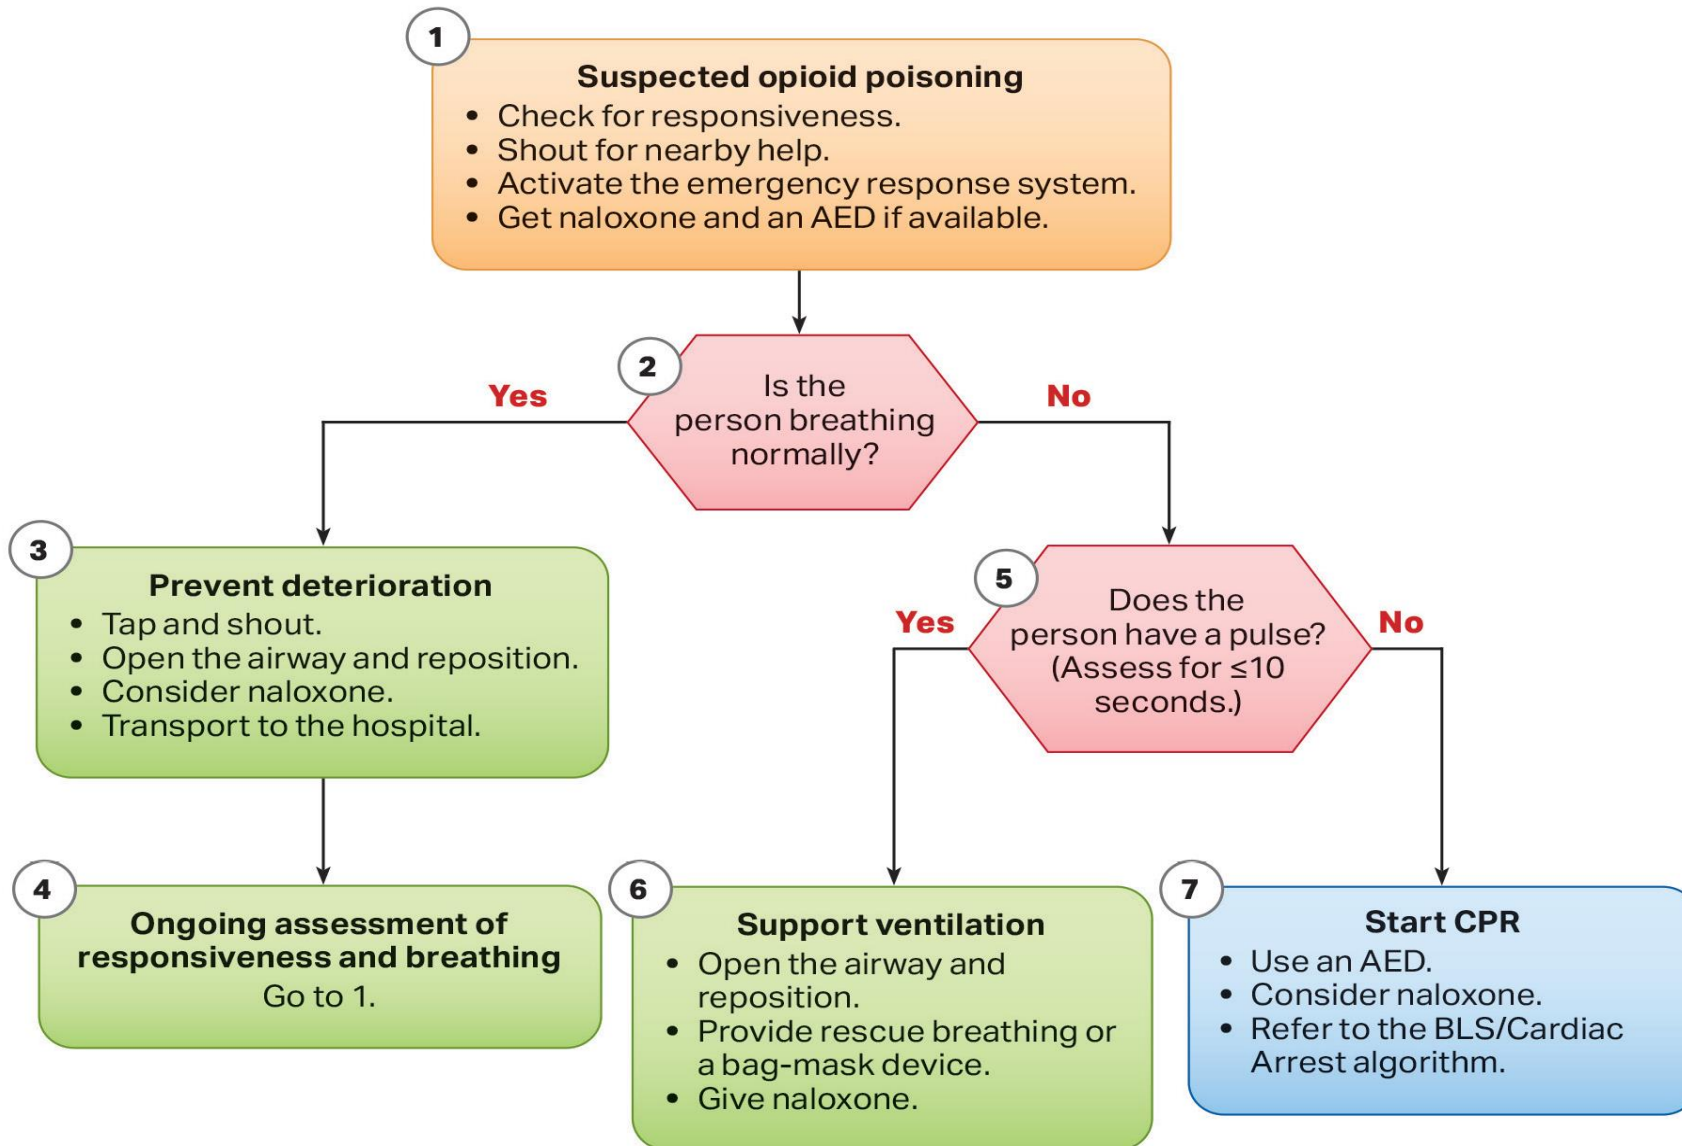 1
Suspected opioid poisoning
• Check for responsiveness.
• Shout for nearby help.
• Activate the emergency response system.
• Get naloxone and an AED if available.
2
Is the
person breathing
normally?
Yes
No
3
Prevent deterioration
• Tap and shout.
• Open the airway and reposition.
• Consider naloxone.
• Transport to the hospital.
4
Ongoing assessment of
responsiveness and breathing
Go to 1.
5
Does the
person have a pulse?
(Assess for ≤10
seconds.)
Yes
No
6
Support ventilation
• Open the airway and
reposition.
• Provide rescue breathing or
a bag-mask device.
• Give naloxone.
7
Start CPR
• Use an AED.
• Consider naloxone.
• Refer to the BLS/Cardiac
Arrest algorithm.